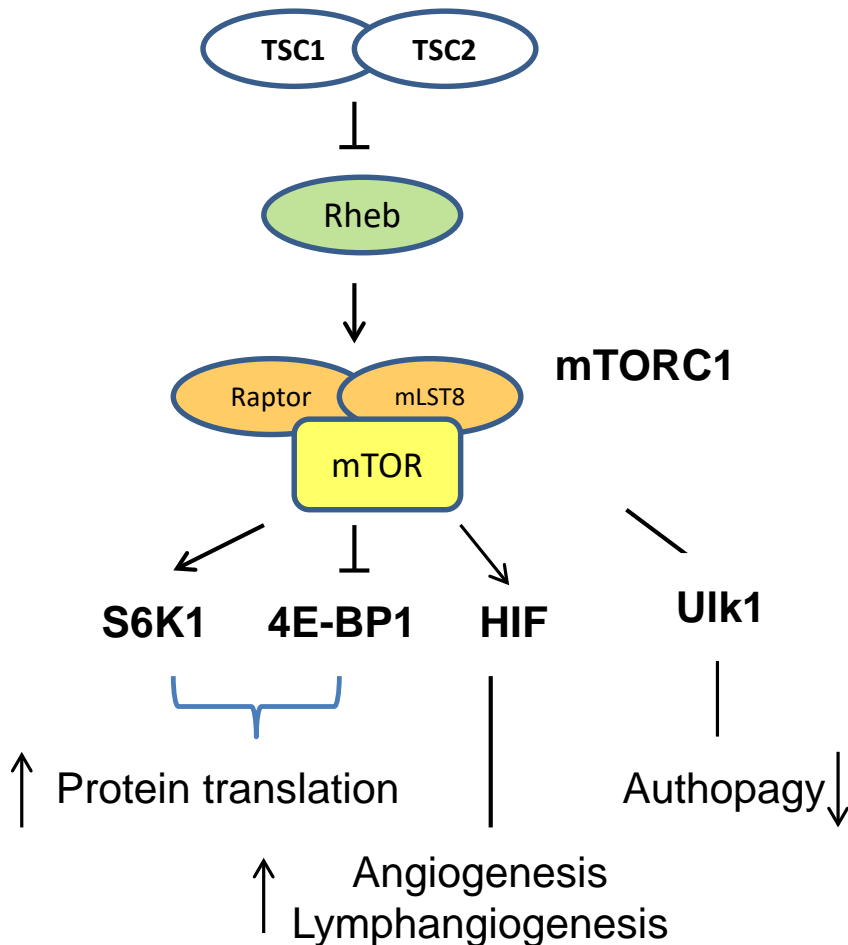 TSC1 TSC2
Rheb
mTORC1
Raptor mLST8
mTOR
S6K1 4E-BP1 HIF Ulk1
Protein translation Authopagy
Angiogenesis
Lymphangiogenesis